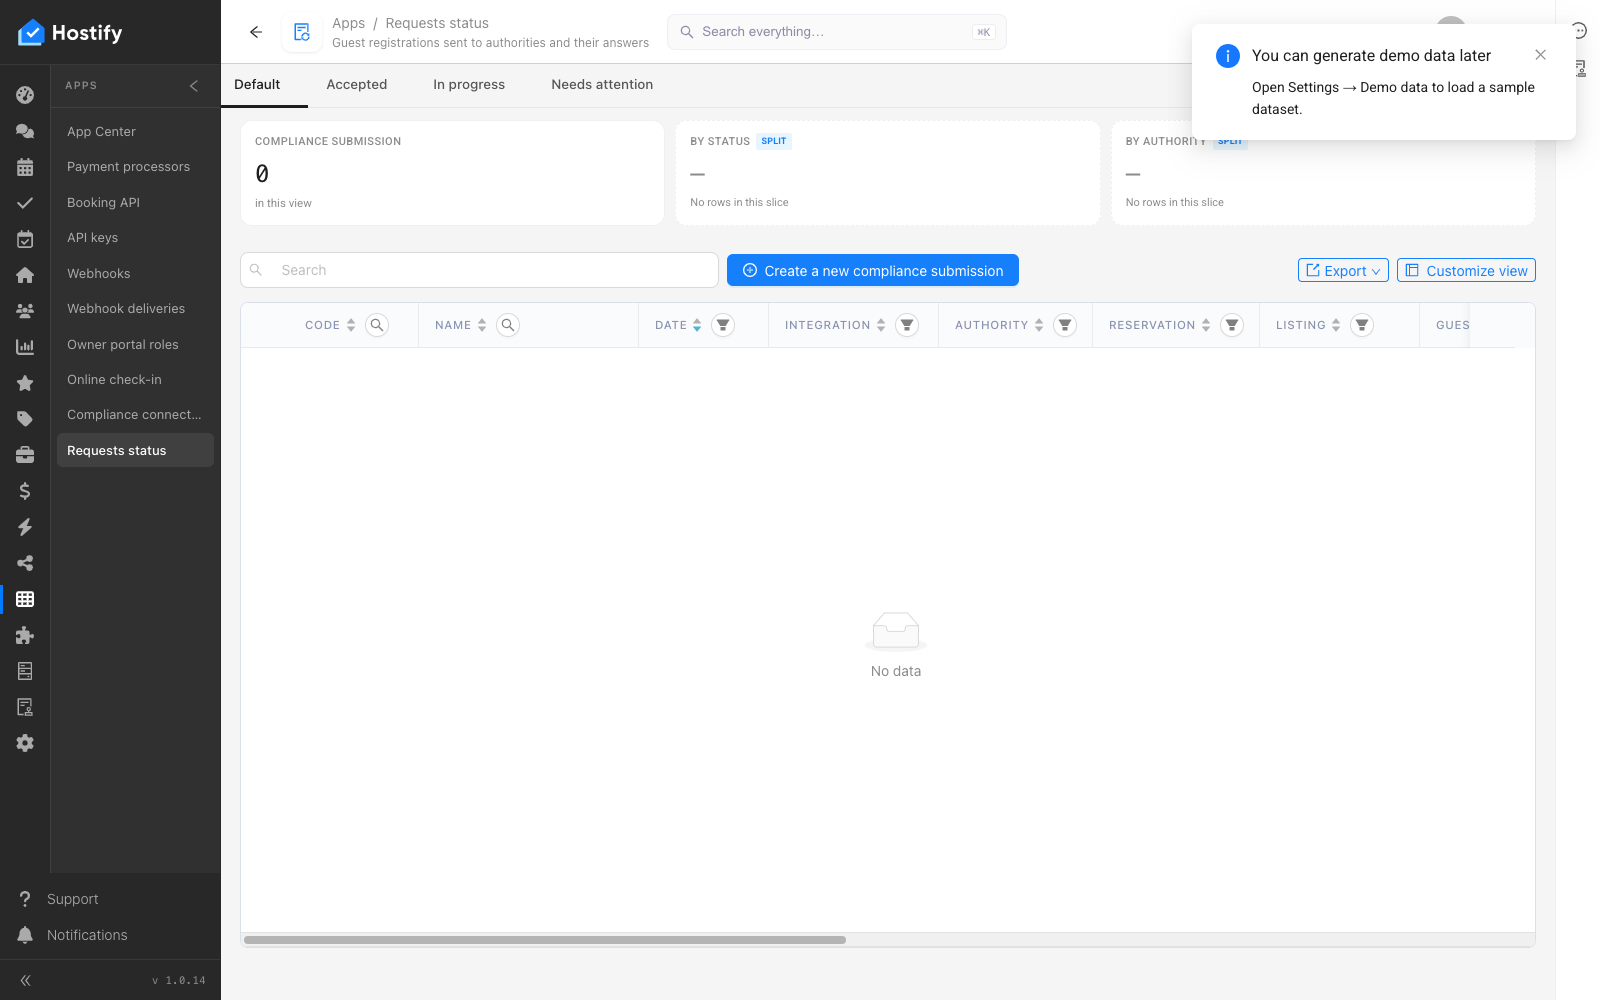 Hostify
APPS
App Center
Payment processors
Booking API
API keys
Webhooks
Webhook deliveries
Owner portal roles
Online check-in
Compliance connect...
Requests status
Support
Notifications
v 1.0.14
Apps / Requests status
Guest registrations sent to authorities and their answers
Search everything...
⌘K
You can generate demo data later
Open Settings → Demo data to load a sample
dataset.
Default
Accepted
In progress
Needs attention
COMPLIANCE SUBMISSION
0
in this view
BY STATUS SPLIT
—
No rows in this slice
BY AUTHORITY SPLIT
—
No rows in this slice
Search
Create a new compliance submission
Export
Customize view
CODE
NAME
DATE
INTEGRATION
AUTHORITY
RESERVATION
LISTING
GUES
No data